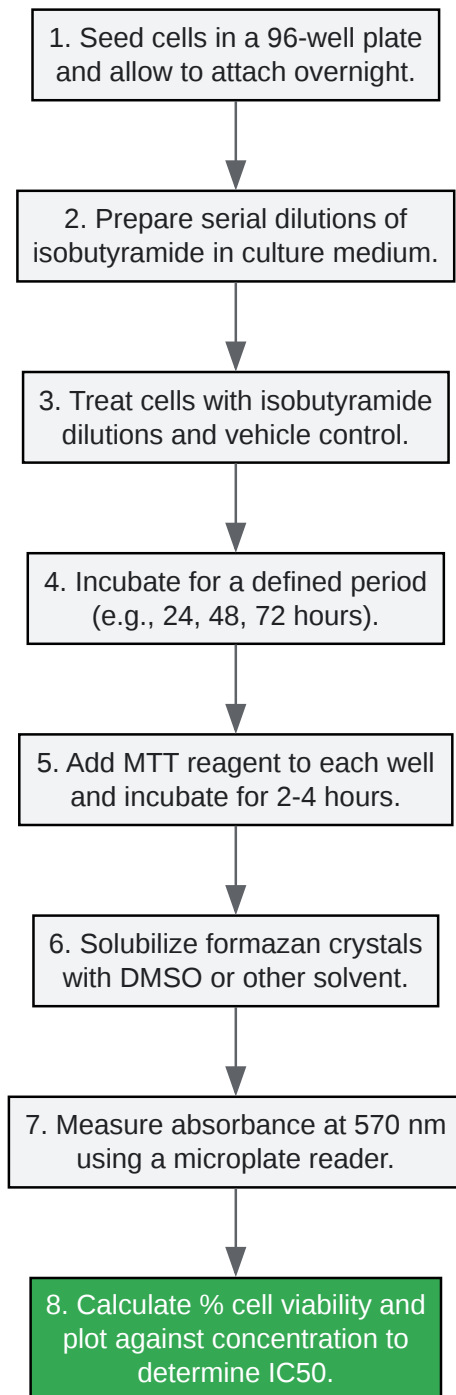 1. Seed cells in a 96-well plate
and allow to attach overnight.
2. Prepare serial dilutions of
isobutyramide in culture medium.
3. Treat cells with isobutyramide
dilutions and vehicle control.
4. Incubate for a defined period
(e.g., 24, 48, 72 hours).
5. Add MTT reagent to each well
and incubate for 2-4 hours.
6. Solubilize formazan crystals
with DMSO or other solvent.
7. Measure absorbance at 570 nm
using a microplate reader.
8. Calculate % cell viability and
plot against concentration to
determine IC50.